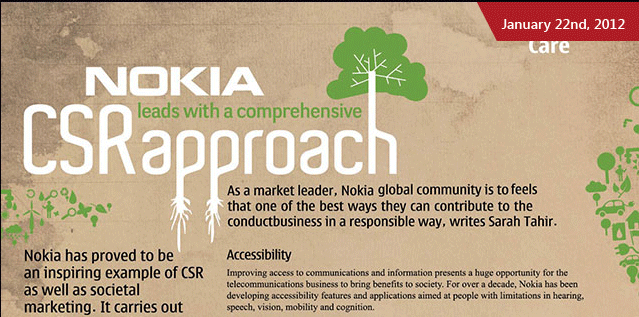 January 22nd, 2012
Care
NOKIA
leads with a comprehensive
CSR approach
As a market leader, Nokia global community is to feels
that one of the best ways they can contribute to the
conductbusiness in a responsible way, writes Sarah Tahir.
Nokia has proved to be
an inspiring example of CSR
as well as societal
marketing. It carries out
Accessibility
Improving access to communications and information presents a huge opportunity for the
telecommunications business to bring benefits to society. For over a decade, Nokia has been
developing accessibility features and applications aimed at people with limitations in hearing,
speech, vision, mobility and cognition.